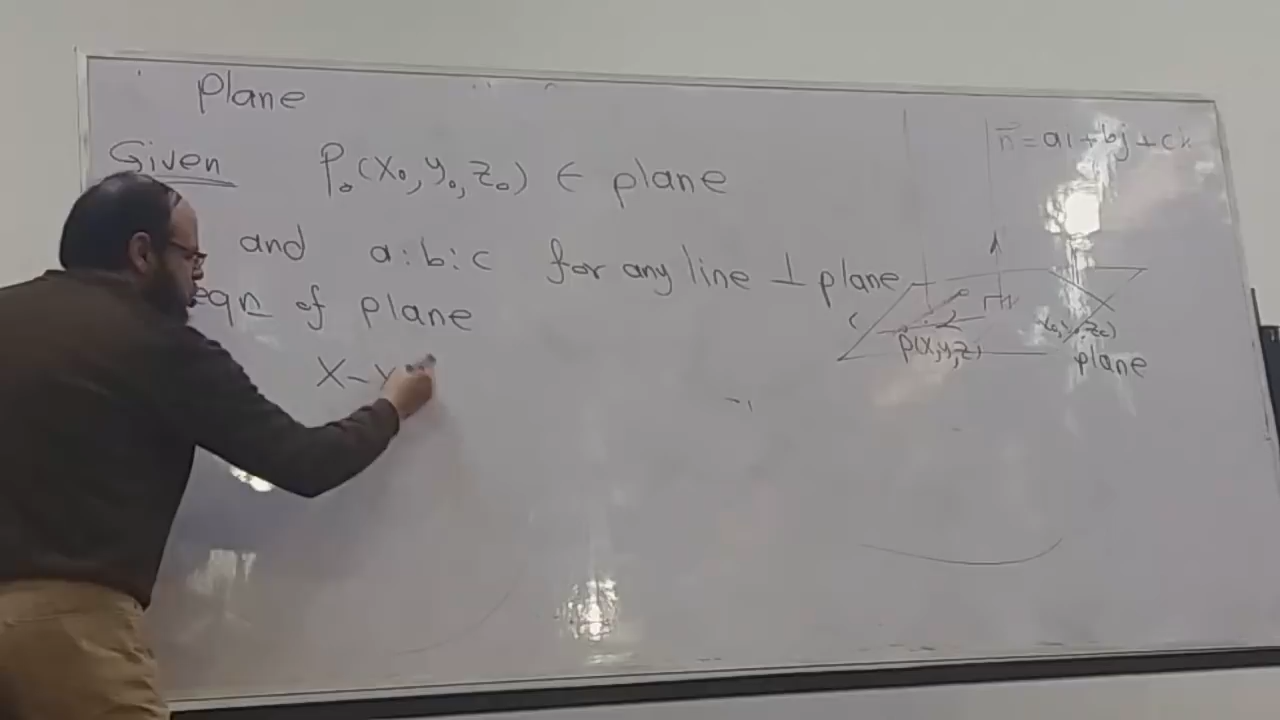 Plane
Given P₀(x₀, y₀, z₀) ∈ plane
and a:b:c for any line ⊥ plane
eqn of plane
X-X
n⃗ = ai+bj+ck
P(x,y,z)
plane